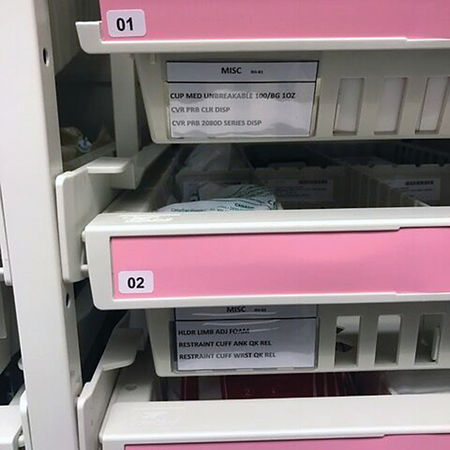 01
MISC
CUP MED UNBREAKABLE 100/BG 1OZ
CVR PRB CLR DISP
CVR PRB 2080D SERIES DISP
02
MISC
HLDR LIMB ADJ FOAM
RESTRAINT CUFF ANK QK REL
RESTRAINT CUFF WRST QK REL